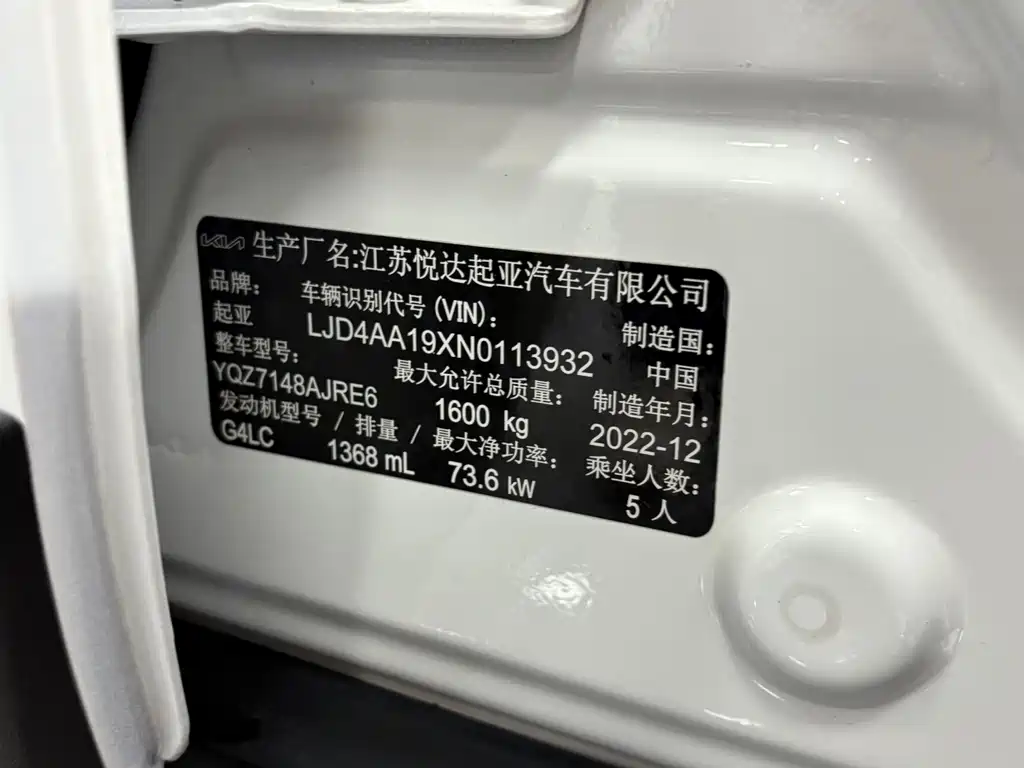 KIA 生产厂名:江苏悦达起亚汽车有限公司
品牌: 车辆识别代号(VIN): 制造国:
起亚 LJD4AA19XN0113932 中国
整车型号: 最大允许总质量: 制造年月:
YQZ7148AJRE6 1600 kg 2022-12
发动机型号 / 排量 / 最大净功率: 乘坐人数:
G4LC 1368 mL 73.6 kW 5 人